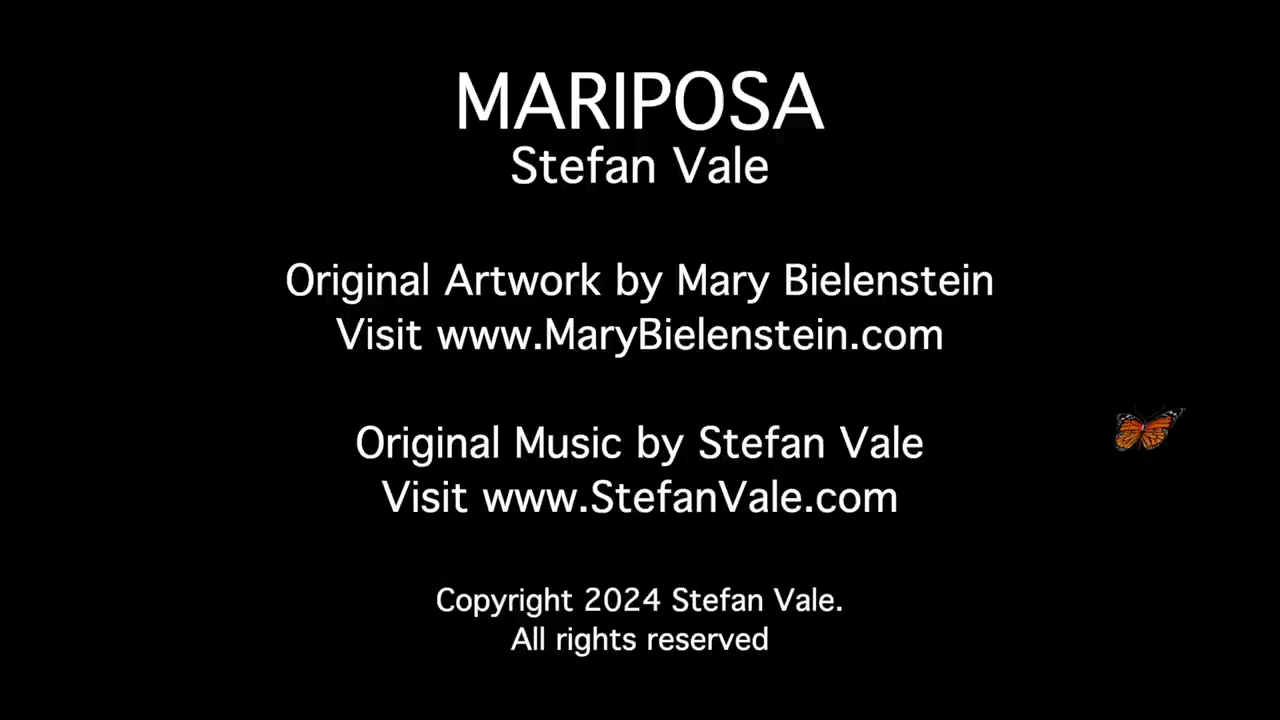 MARIPOSA
Stefan Vale
Original Artwork by Mary Bielenstein
Visit www.MaryBielenstein.com
Original Music by Stefan Vale
Visit www.StefanVale.com
Copyright 2024 Stefan Vale.
All rights reserved